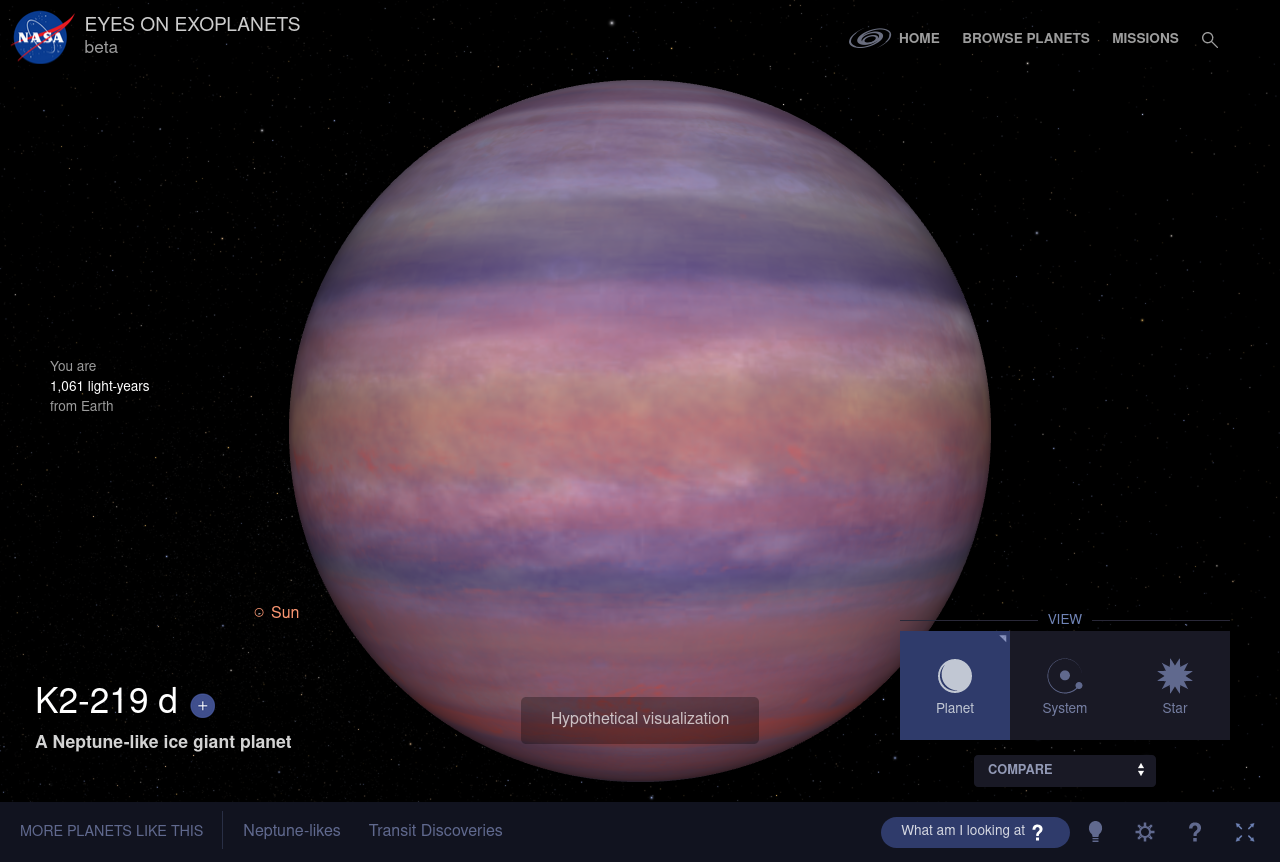 NASA
EYES ON EXOPLANETS
beta
HOME
BROWSE PLANETS
MISSIONS
You are
1,061 light-years
from Earth
Sun
K2-219 d +
A Neptune-like ice giant planet
Hypothetical visualization
VIEW
Planet
System
Star
COMPARE
MORE PLANETS LIKE THIS
Neptune-likes
Transit Discoveries
What am I looking at ?
?